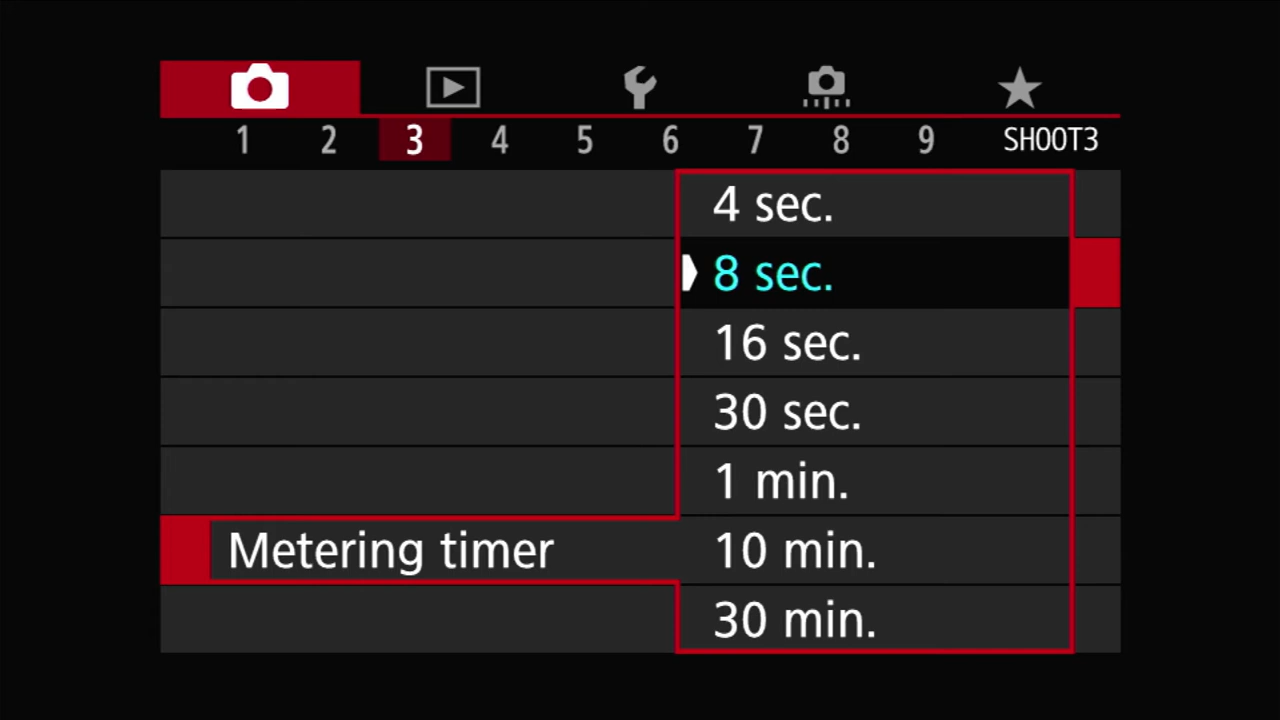 1 2 3 4 5 6 7 8 9 SHOOT3
4 sec.
8 sec.
16 sec.
30 sec.
1 min.
Metering timer 10 min.
30 min.